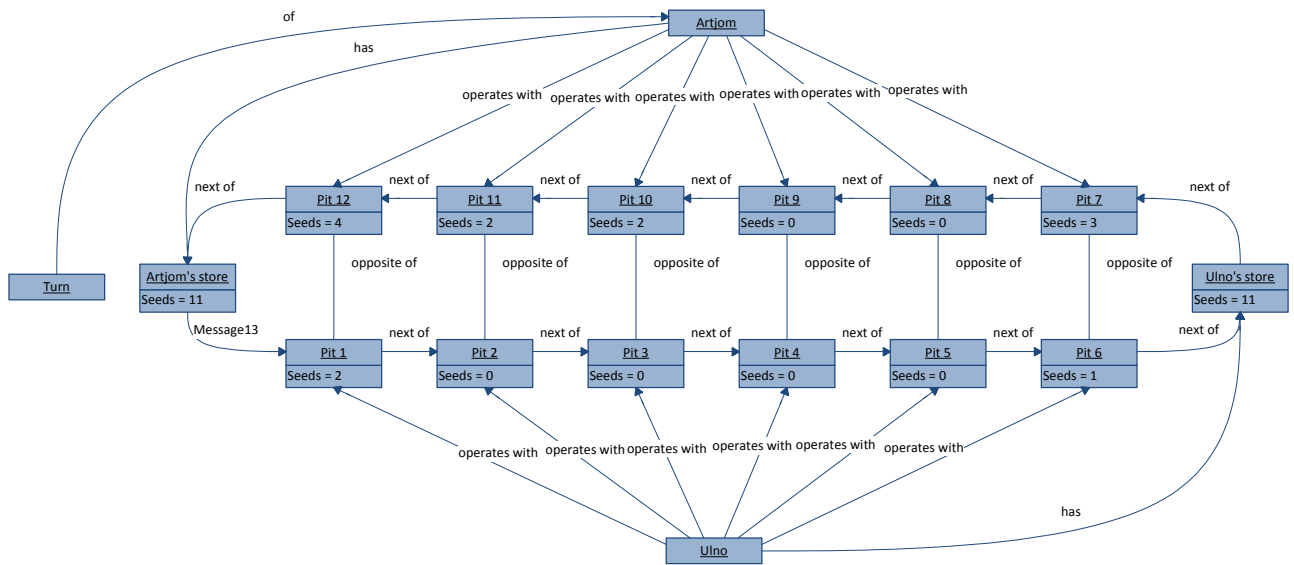 of
Artjom
has
operates with operates with operates with operates with operates with operates with
next of next of next of next of next of next of next of
Pit 12 Pit 11 Pit 10 Pit 9 Pit 8 Pit 7
Seeds = 4 Seeds = 2 Seeds = 2 Seeds = 0 Seeds = 0 Seeds = 3
opposite of opposite of opposite of opposite of opposite of opposite of
Turn Artjom's store Ulno's store
Seeds = 11 Seeds = 11
Message13 next of next of next of next of next of next of
Pit 1 Pit 2 Pit 3 Pit 4 Pit 5 Pit 6
Seeds = 2 Seeds = 0 Seeds = 0 Seeds = 0 Seeds = 0 Seeds = 1
operates with operates with operates with operates with operates with operates with
has
Ulno